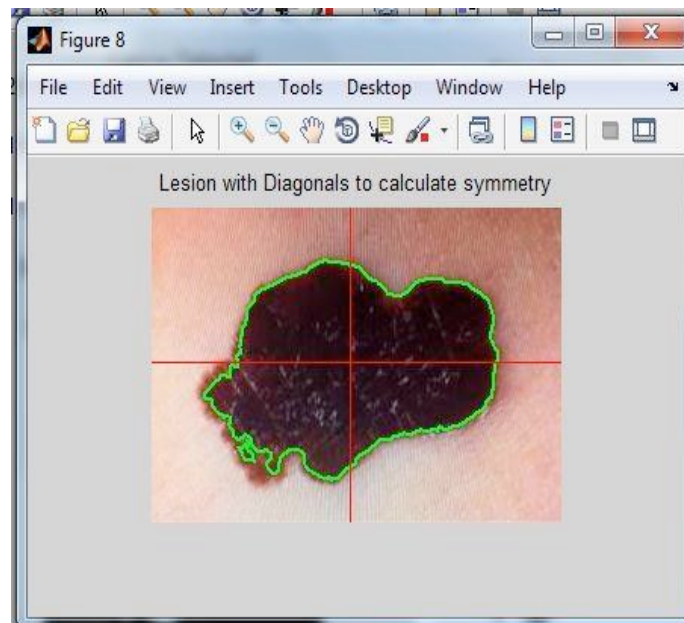 Figure 8
File Edit View Insert Tools Desktop Window Help
Lesion with Diagonals to calculate symmetry